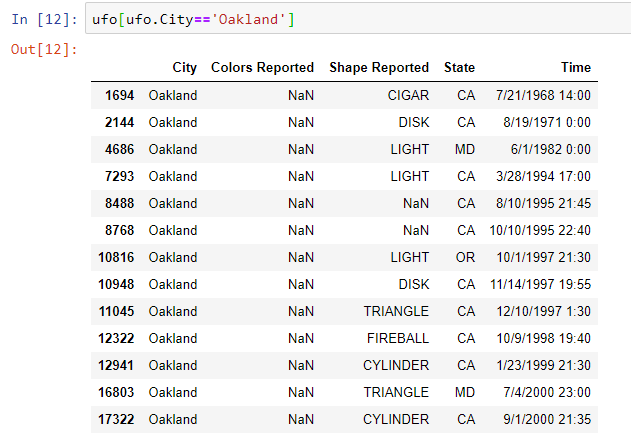 In [12]: ufo[ufo.City=='Oakland']
Out[12]:
City Colors Reported Shape Reported State Time
1694 Oakland NaN CIGAR CA 7/21/1968 14:00
2144 Oakland NaN DISK CA 8/19/1971 0:00
4686 Oakland NaN LIGHT MD 6/1/1982 0:00
7293 Oakland NaN LIGHT CA 3/28/1994 17:00
8488 Oakland NaN NaN CA 8/10/1995 21:45
8768 Oakland NaN NaN CA 10/10/1995 22:40
10816 Oakland NaN LIGHT OR 10/1/1997 21:30
10948 Oakland NaN DISK CA 11/14/1997 19:55
11045 Oakland NaN TRIANGLE CA 12/10/1997 1:30
12322 Oakland NaN FIREBALL CA 10/9/1998 19:40
12941 Oakland NaN CYLINDER CA 1/23/1999 21:30
16803 Oakland NaN TRIANGLE MD 7/4/2000 23:00
17322 Oakland NaN CYLINDER CA 9/1/2000 21:35